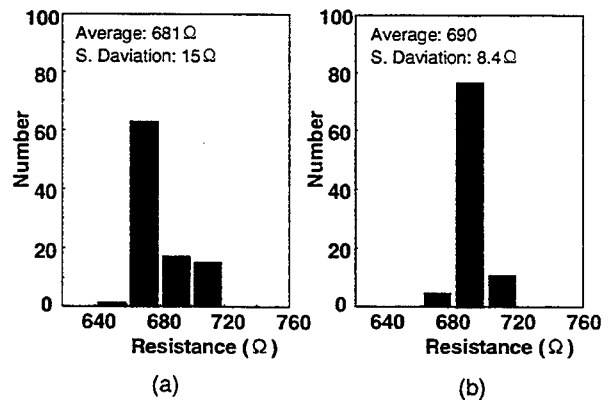 Average: 681Ω
S. Daviation: 15Ω
100
80
60
40
20
0
Number
640 680 720 760
Resistance (Ω)
(a)
Average: 690
S. Daviation: 8.4Ω
100
80
60
40
20
0
Number
640 680 720 760
Resistance (Ω)
(b)